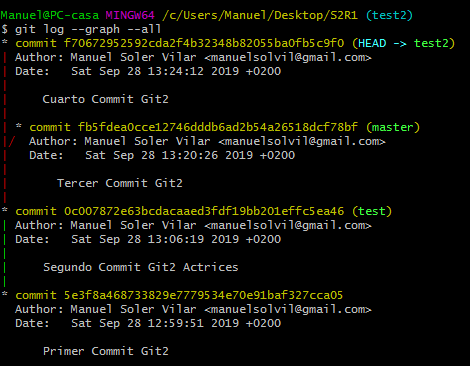 Manuel@PC-casa MINGW64 /c/Users/Manuel/Desktop/S2R1 (test2)
$ git log --graph --all
* commit f70672952592cda2f4b32348b82055ba0fb5c9f0 (HEAD -> test2)
| Author: Manuel Soler Vilar <manuelsolvil@gmail.com>
| Date:   Sat Sep 28 13:24:12 2019 +0200
|
|     Cuarto Commit Git2
|
| * commit fb5fdea0cce12746dddb6ad2b54a26518dcf78bf (master)
|/  Author: Manuel Soler Vilar <manuelsolvil@gmail.com>
|   Date:   Sat Sep 28 13:20:26 2019 +0200
|
|       Tercer Commit Git2
|
* commit 0c007872e63bcdacaaed3fdf19bb201effc5ea46 (test)
| Author: Manuel Soler Vilar <manuelsolvil@gmail.com>
| Date:   Sat Sep 28 13:06:19 2019 +0200
|
|     Segundo Commit Git2 Actrices
|
* commit 5e3f8a468733829e7779534e70e91baf327cca05
  Author: Manuel Soler Vilar <manuelsolvil@gmail.com>
  Date:   Sat Sep 28 12:59:51 2019 +0200

      Primer Commit Git2